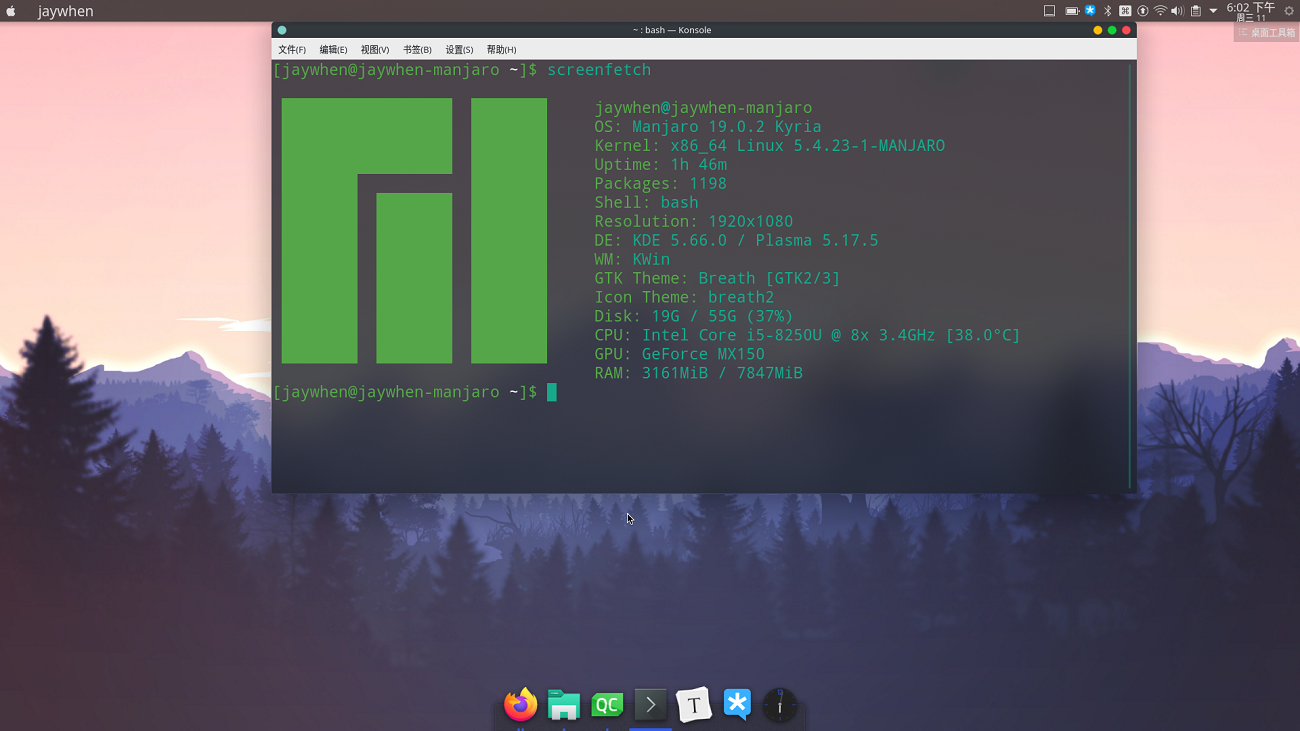 jaywhen
6:02 下午
周三 11
桌面工具箱
~ : bash — Konsole
文件(F) 编辑(E) 视图(V) 书签(B) 设置(S) 帮助(H)
[jaywhen@jaywhen-manjaro ~]$ screenfetch
jaywhen@jaywhen-manjaro
OS: Manjaro 19.0.2 Kyria
Kernel: x86_64 Linux 5.4.23-1-MANJARO
Uptime: 1h 46m
Packages: 1198
Shell: bash
Resolution: 1920x1080
DE: KDE 5.66.0 / Plasma 5.17.5
WM: KWin
GTK Theme: Breath [GTK2/3]
Icon Theme: breath2
Disk: 19G / 55G (37%)
CPU: Intel Core i5-8250U @ 8x 3.4GHz [38.0°C]
GPU: GeForce MX150
RAM: 3161MiB / 7847MiB
[jaywhen@jaywhen-manjaro ~]$
QC
T